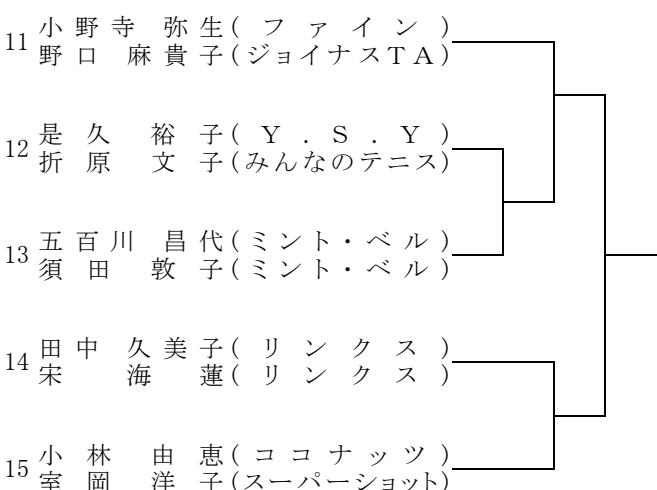 11 小野寺 弥生(ファイン)
野口 麻貴子(ジョイナスTA)
12 是久 裕子(Y.S.Y)
折原 文子(みんなのテニス)
13 五百川 昌代(ミント・ベル)
須田 敦子(ミント・ベル)
14 田中 久美子(リンクス)
宋 海蓮(リンクス)
15 小林 由恵(ココナッツ)
室岡 洋子(スーパーショット)